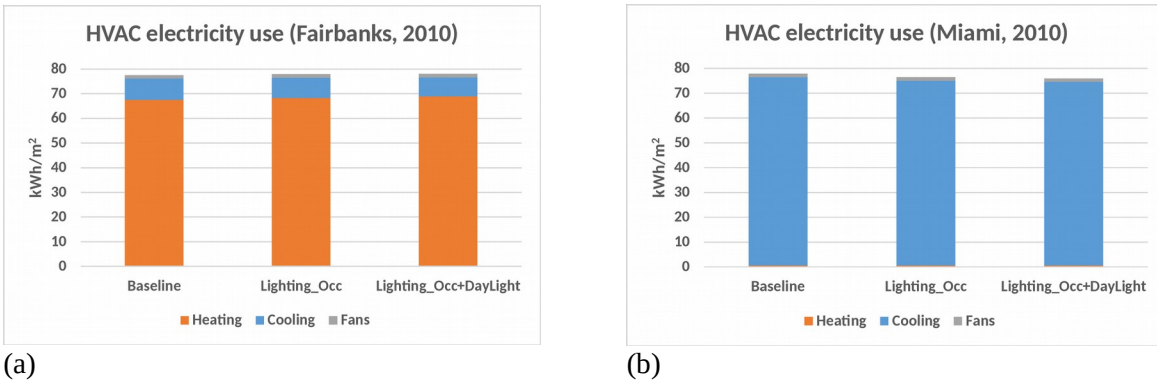 HVAC electricity use (Fairbanks, 2010)
80
70
60
50
40
30
20
10
0
kWh/m²
Baseline Lighting_Occ Lighting_Occ+DayLight
Heating Cooling Fans
(a)
HVAC electricity use (Miami, 2010)
80
70
60
50
40
30
20
10
0
kWh/m²
Baseline Lighting_Occ Lighting_Occ+DayLight
Heating Cooling Fans
(b)